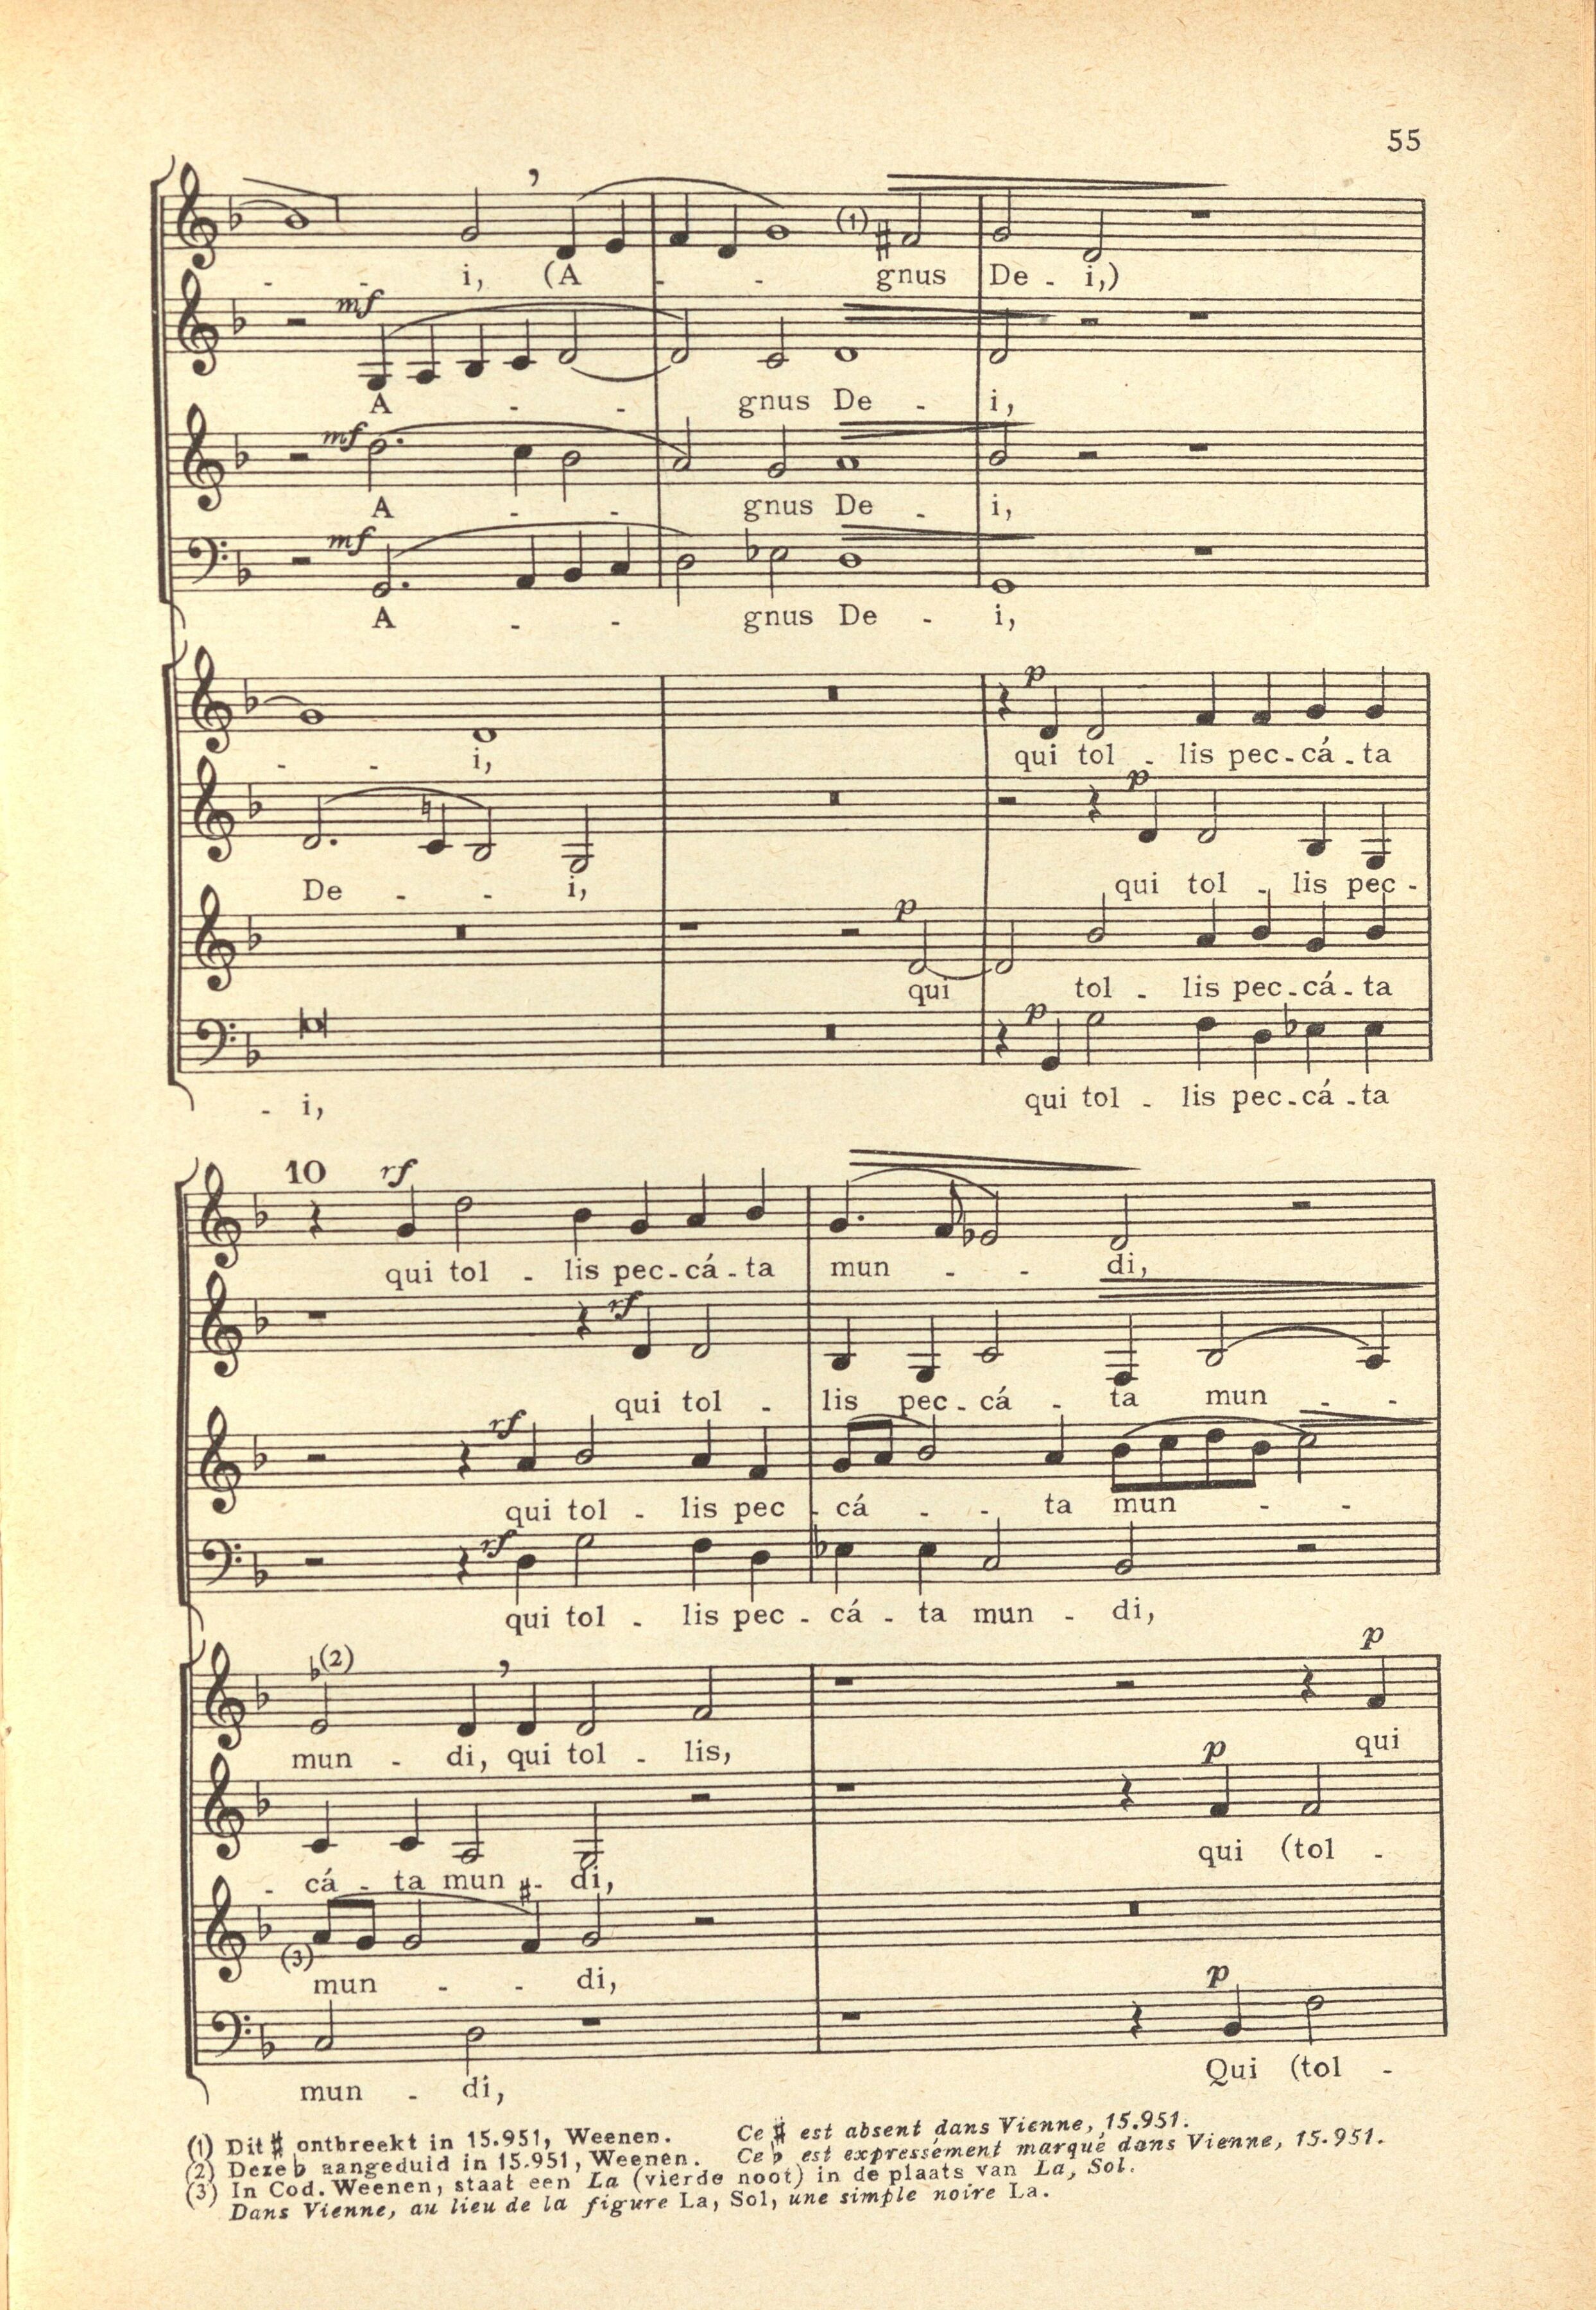 55
(1)
- - i, (A - - gnus De - i,)
mf
A - - gnus De - i,
mf
A - - gnus De - i,
mf
A - - gnus De - i,
p
- - i, qui tol - lis pec - cá - ta
p
De - - i, qui tol - lis pec -
p
qui tol - lis pec - cá - ta
p
- i, qui tol - lis pec - cá - ta
10 rf
qui tol - lis pec - cá - ta mun - - di,
rf
qui tol - lis pec - cá - ta mun - -
rf
qui tol - lis pec - cá - - ta mun - -
rf
qui tol - lis pec - cá - ta mun - di,
(2) p
mun - di, qui tol - lis, qui
p
- cá - ta mun - di, qui (tol -
(3)
mun - - di,
p
mun - di, Qui (tol -
(1) Dit ♯ ontbreekt in 15.951, Weenen. Ce ♯ est absent dans Vienne, 15.951.
(2) Deze ♭ aangeduid in 15.951, Weenen. Ce ♭ est expressément marqué dans Vienne, 15.951.
(3) In Cod. Weenen, staat een La (vierde noot) in de plaats van La, Sol.
Dans Vienne, au lieu de la figure La, Sol, une simple noire La.